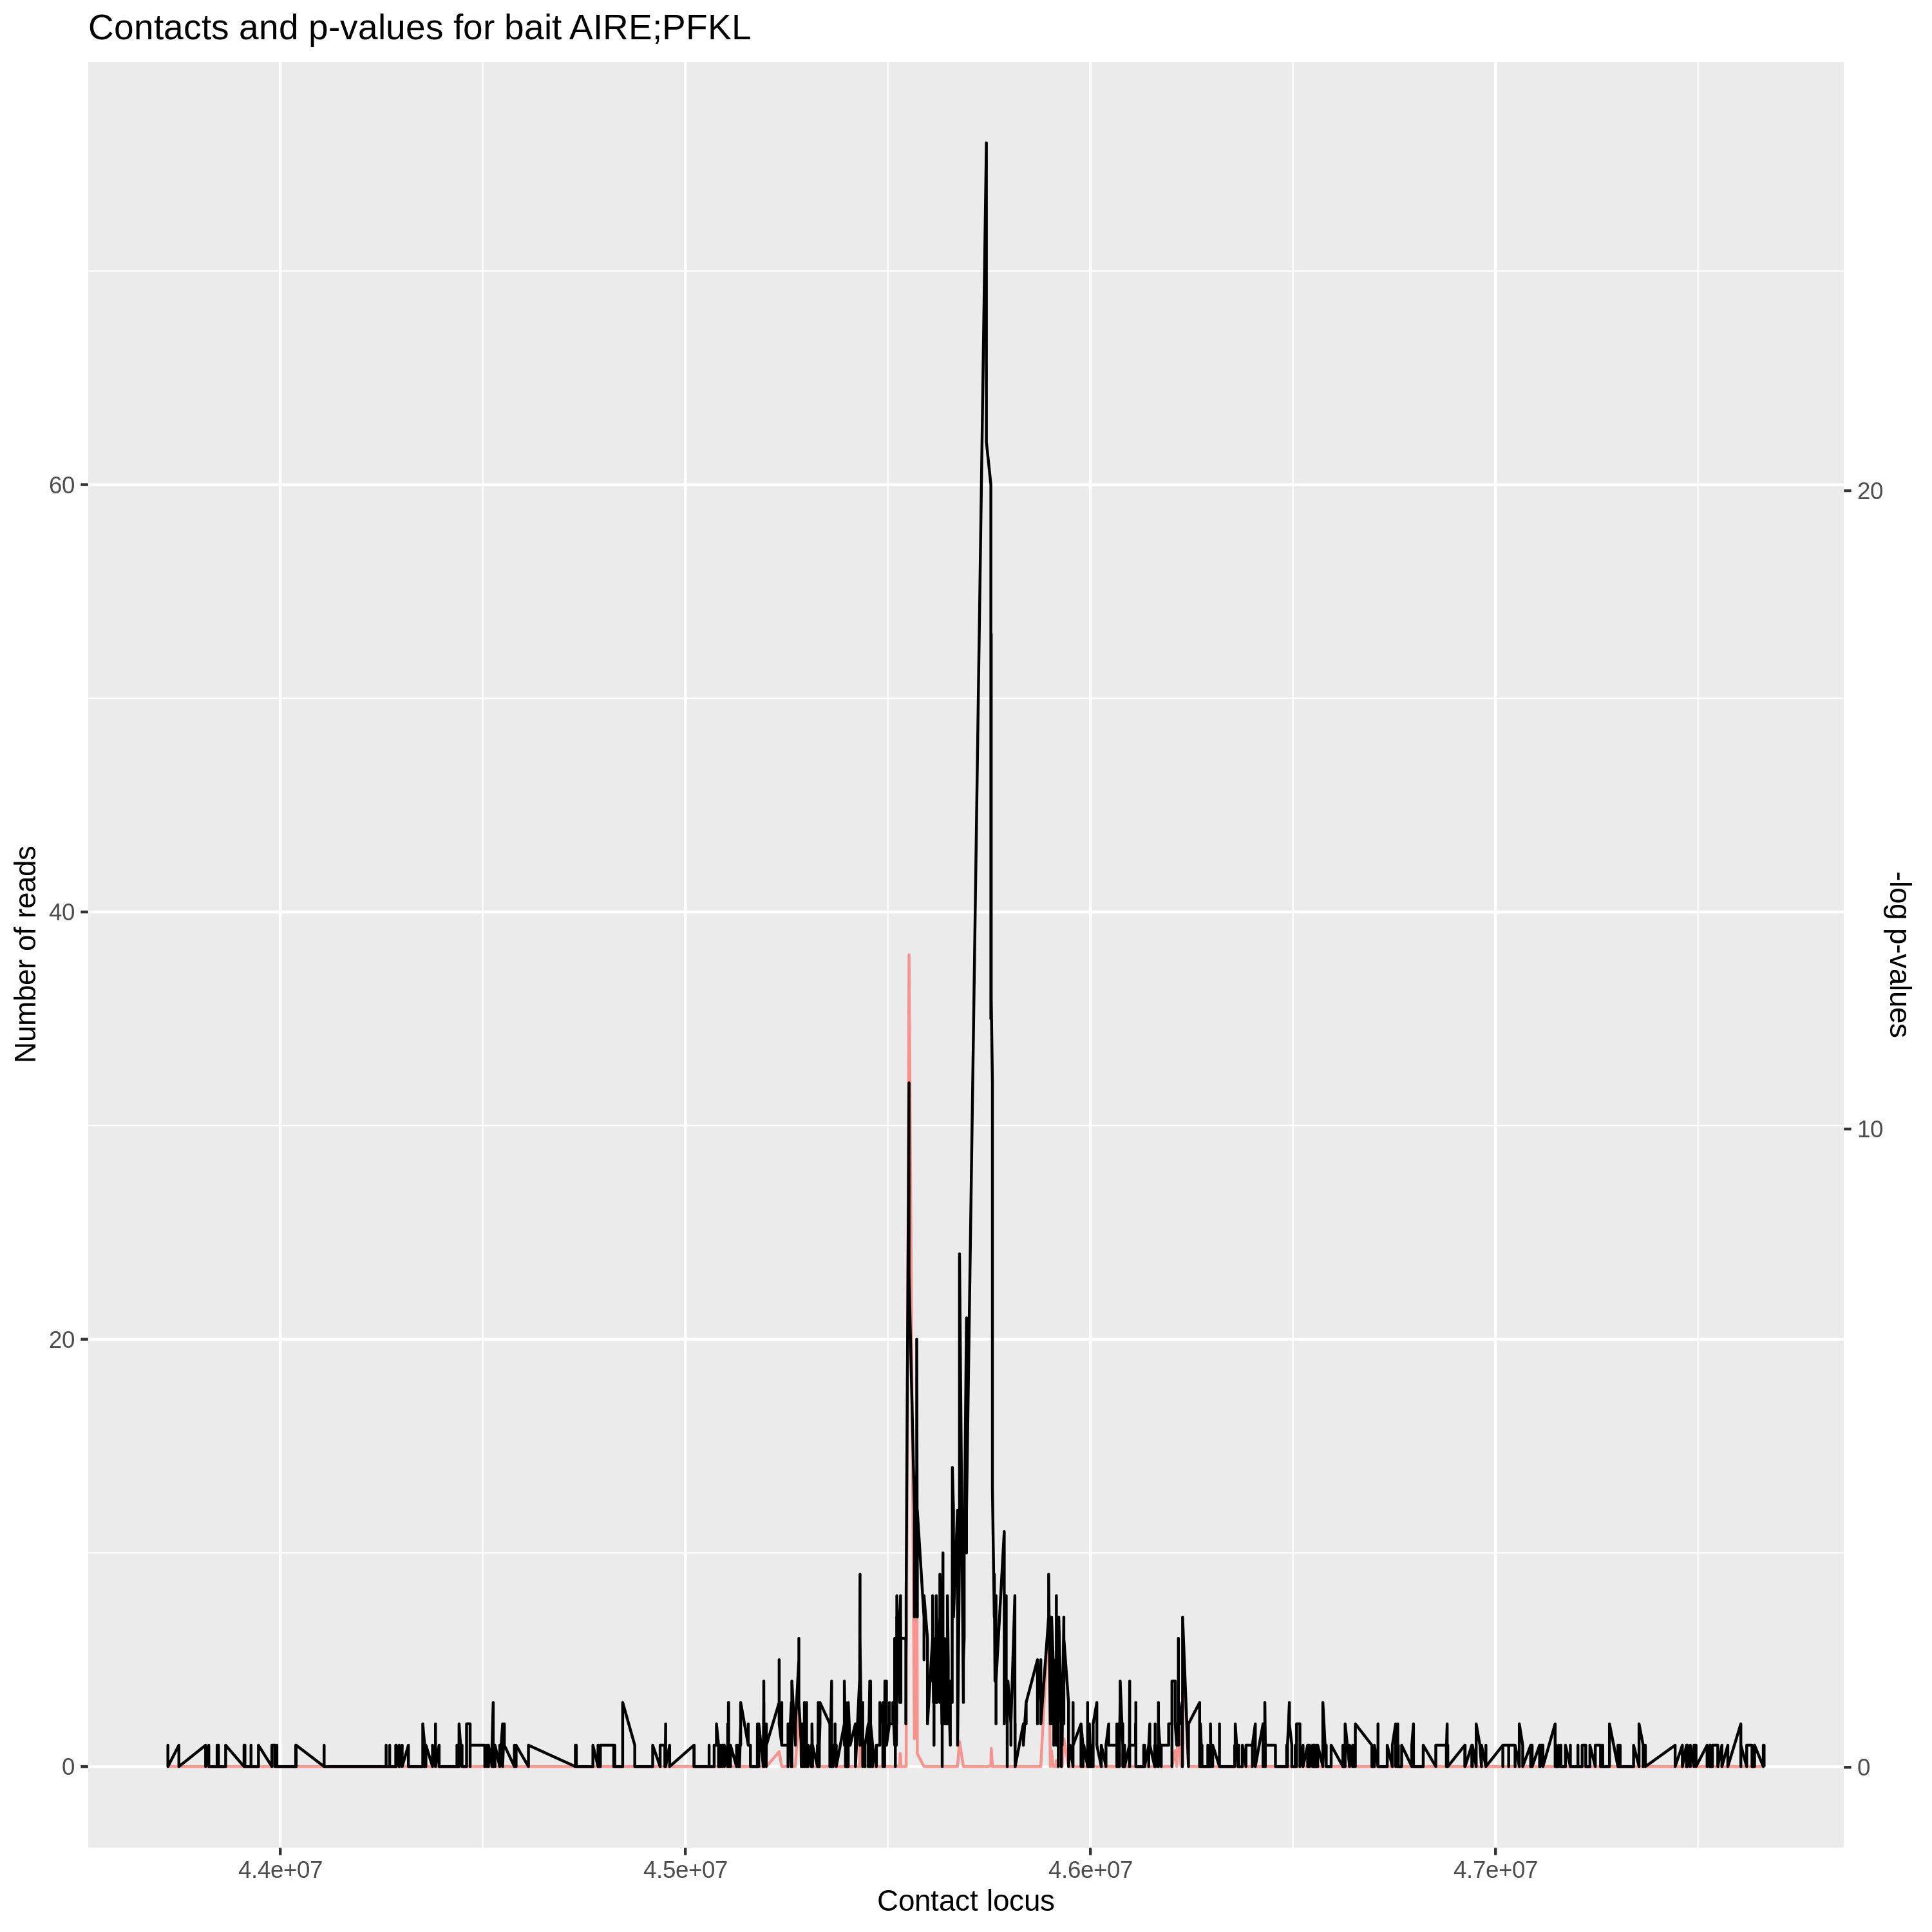 Contacts and p-values for bait AIRE;PFKL
Number of reads
60
40
20
0
20
10
0
-log p-values
4.4e+07
4.5e+07
4.6e+07
4.7e+07
Contact locus